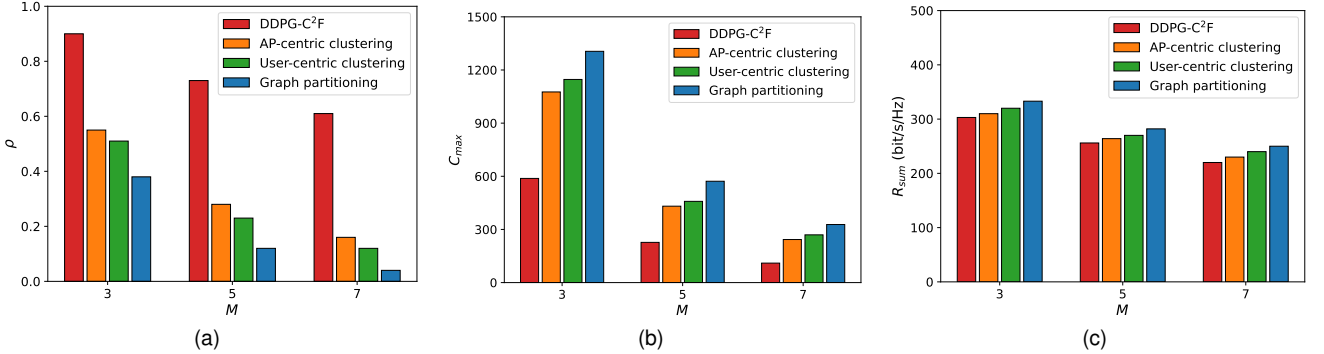 1.0
0.8
0.6
0.4
0.2
0.0
ρ
DDPG-C²F
AP-centric clustering
User-centric clustering
Graph partitioning
3 5 7
M
(a)
1500
1200
900
600
300
0
C_max
DDPG-C²F
AP-centric clustering
User-centric clustering
Graph partitioning
3 5 7
M
(b)
500
400
300
200
100
0
R_sum (bit/s/Hz)
DDPG-C²F
AP-centric clustering
User-centric clustering
Graph partitioning
3 5 7
M
(c)